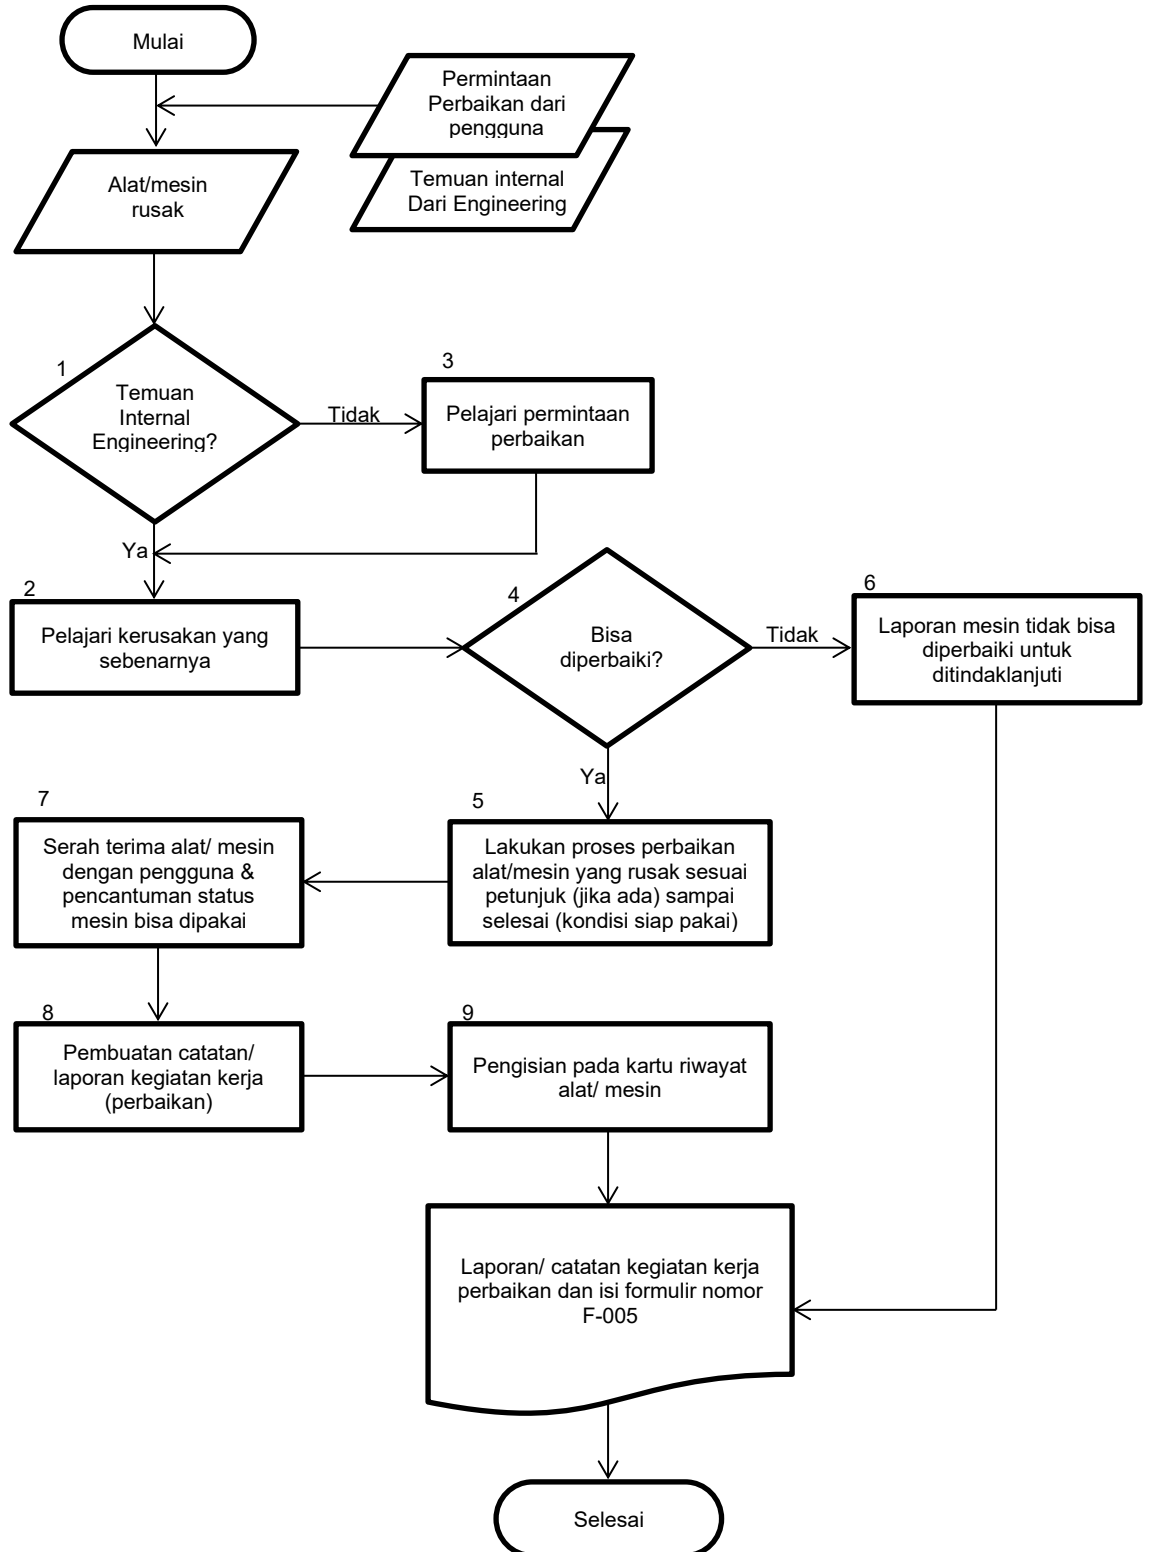 Mulai
Permintaan
Perbaikan dari
pengguna
Alat/mesin
rusak
Temuan internal
Dari Engineering
1
Temuan
Internal
Engineering?
Tidak
3
Pelajari permintaan
perbaikan
Ya
2
Pelajari kerusakan yang
sebenarnya
4
Bisa
diperbaiki?
Tidak
6
Laporan mesin tidak bisa
diperbaiki untuk
ditindaklanjuti
Ya
5
Lakukan proses perbaikan
alat/mesin yang rusak sesuai
petunjuk (jika ada) sampai
selesai (kondisi siap pakai)
7
Serah terima alat/ mesin
dengan pengguna &
pencantuman status
mesin bisa dipakai
8
Pembuatan catatan/
laporan kegiatan kerja
(perbaikan)
9
Pengisian pada kartu riwayat
alat/ mesin
Laporan/ catatan kegiatan kerja
perbaikan dan isi formulir nomor
F-005
Selesai